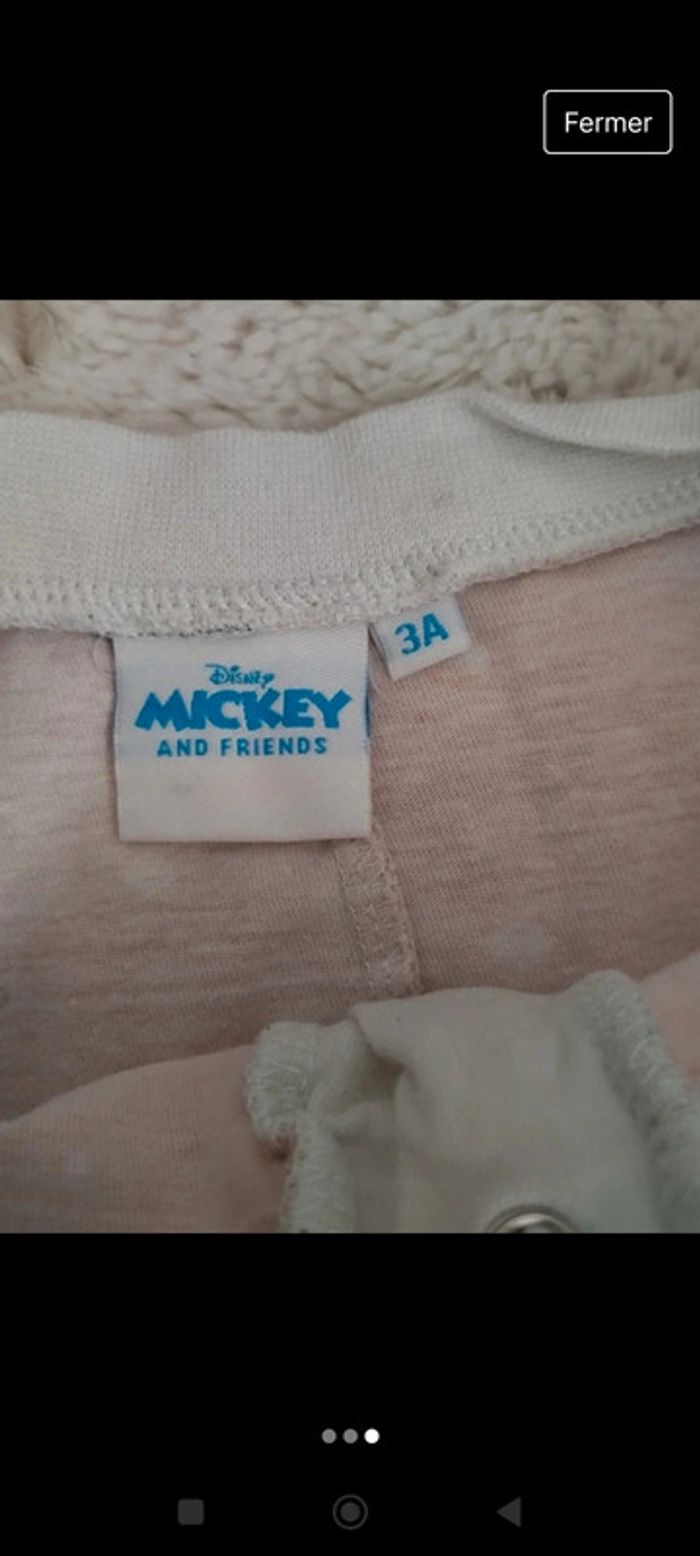 Fermer
3A
Disney
MICKEY
AND FRIENDS